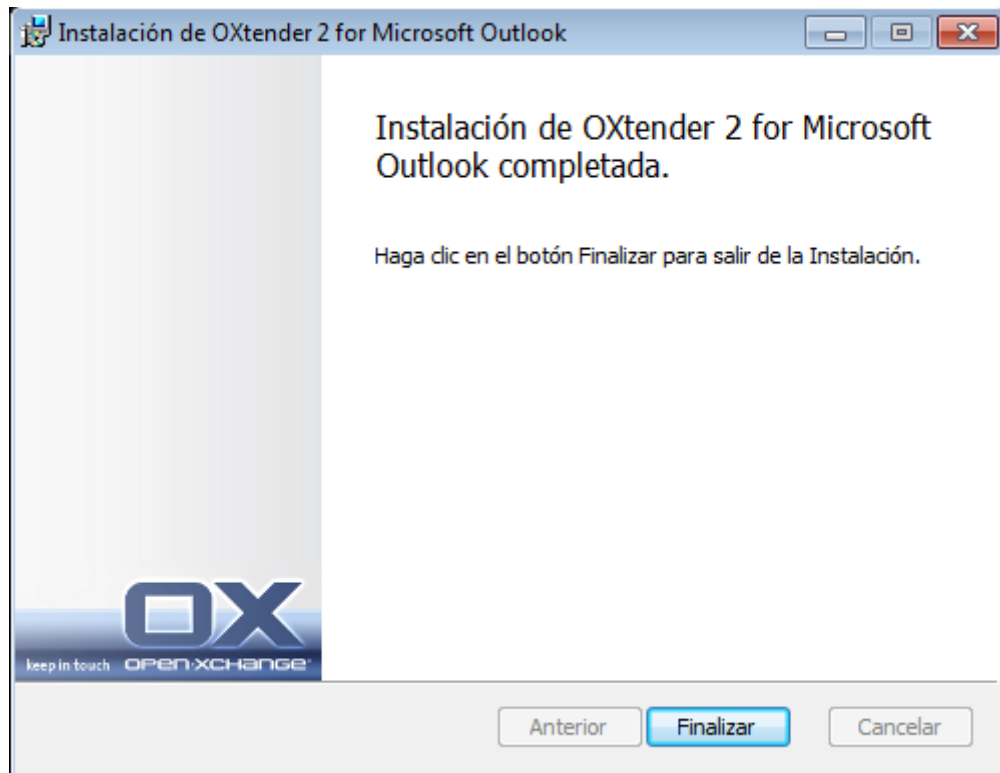 Instalación de OXtender 2 for Microsoft Outlook
Instalación de OXtender 2 for Microsoft
Outlook completada.
Haga clic en el botón Finalizar para salir de la Instalación.
OX
keep in touch OPEN-XCHANGE
Anterior Finalizar Cancelar